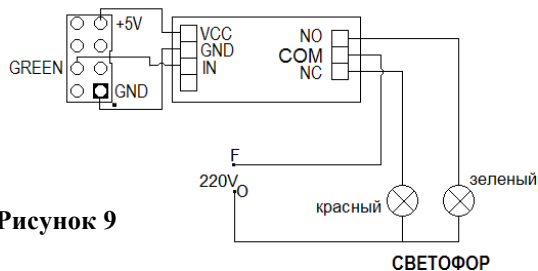 +5V
GREEN
GND
VCC
GND
IN
NO
COM
NC
F
220V
O
красный
зеленый
Рисунок 9
СВЕТОФОР